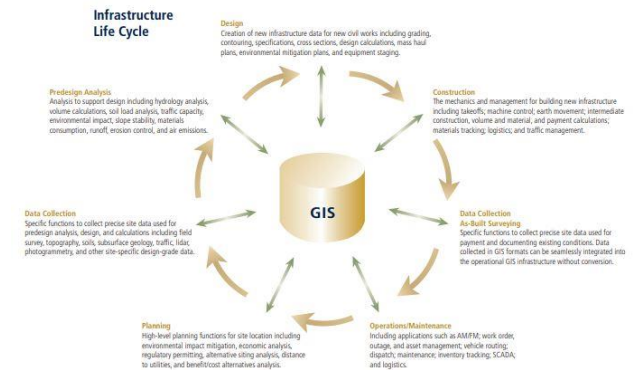 Infrastructure
Life Cycle
Design
Creation of new infrastructure data for new civil works including grading,
contouring, specifications, cross sections, design calculations, mass haul
plans, environmental mitigation plans, and equipment staging.
Predesign Analysis
Analysis to support design including hydrology analysis,
volume calculations, soil load analysis, traffic capacity,
environmental impact, slope stability, materials
consumption, runoff, erosion control, and air emissions.
Construction
The mechanics and management for building new infrastructure
including takeoffs; machine control; earth movement; intermediate
construction, volume and material, and payment calculations;
materials tracking; logistics; and traffic management.
GIS
Data Collection
Specific functions to collect precise site data used for
predesign analysis, design, and calculations including field
survey, topography, soils, subsurface geology, traffic, lidar,
photogrammetry, and other site-specific design-grade data.
Data Collection
As-Built Surveying
Specific functions to collect precise site data used for
payment and documenting existing conditions. Data
collected in GIS formats can be seamlessly integrated into
the operational GIS infrastructure without conversion.
Planning
High-level planning functions for site location including
environmental impact mitigation, economic analysis,
regulatory permitting, alternative siting analysis, distance
to utilities, and benefit/cost alternatives analysis.
Operations/Maintenance
Including applications such as AM/FM; work order,
outage, and asset management; vehicle routing;
dispatch; maintenance; inventory tracking; SCADA;
and logistics.